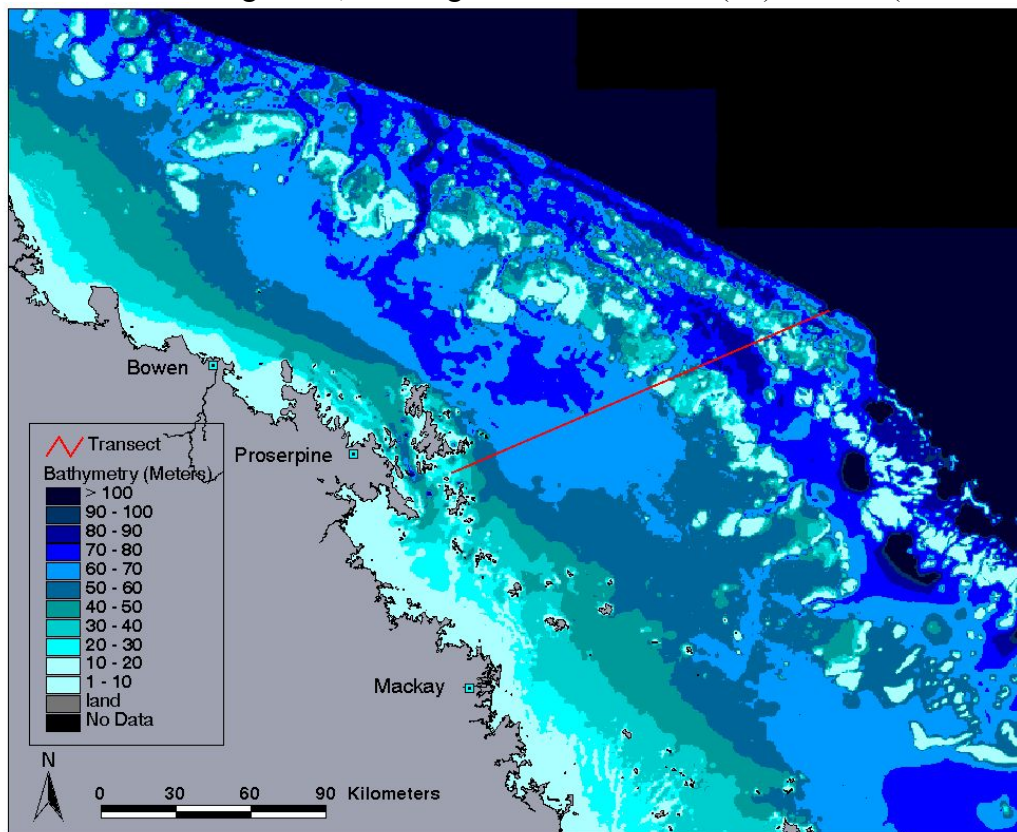 Bowen
Proserpine
Mackay
Transect
Bathymetry (Meters)
> 100
90 - 100
80 - 90
70 - 80
60 - 70
50 - 60
40 - 50
30 - 40
20 - 30
10 - 20
1 - 10
land
No Data
N
0 30 60 90 Kilometers